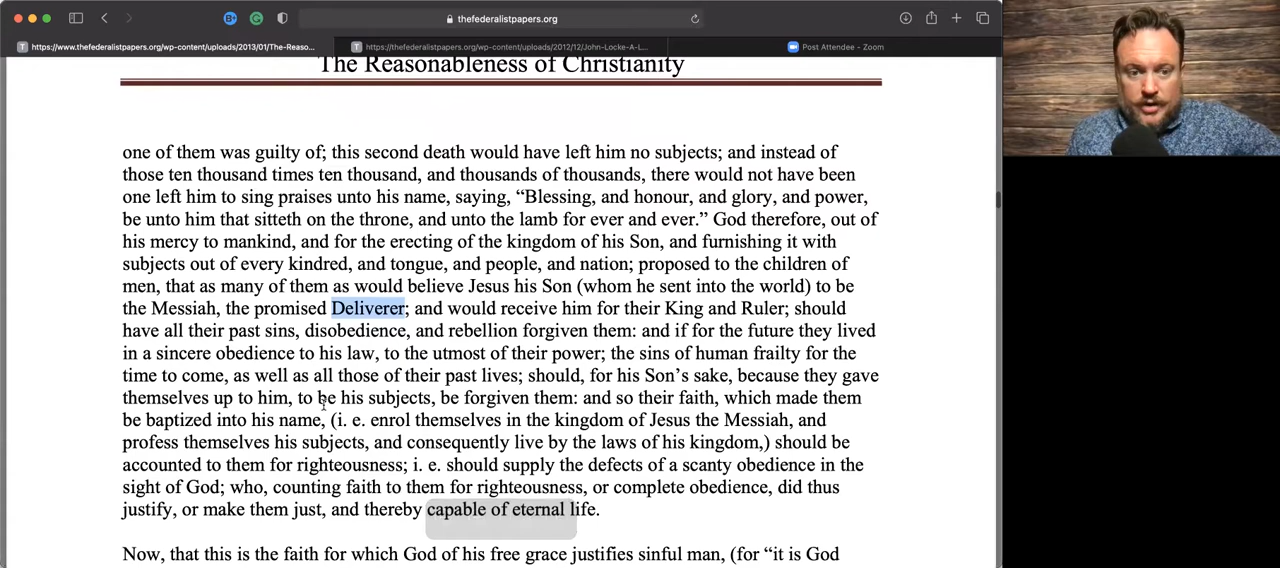 thefederalistpapers.org
https://www.thefederalistpapers.org/wp-content/uploads/2013/01/The-Reaso...
https://thefederalistpapers.org/wp-content/uploads/2012/12/John-Locke-A-L...
Post Attendee - Zoom
The Reasonableness of Christianity
one of them was guilty of; this second death would have left him no subjects; and instead of
those ten thousand times ten thousand, and thousands of thousands, there would not have been
one left him to sing praises unto his name, saying, “Blessing, and honour, and glory, and power,
be unto him that sitteth on the throne, and unto the lamb for ever and ever.” God therefore, out of
his mercy to mankind, and for the erecting of the kingdom of his Son, and furnishing it with
subjects out of every kindred, and tongue, and people, and nation; proposed to the children of
men, that as many of them as would believe Jesus his Son (whom he sent into the world) to be
the Messiah, the promised Deliverer; and would receive him for their King and Ruler; should
have all their past sins, disobedience, and rebellion forgiven them: and if for the future they lived
in a sincere obedience to his law, to the utmost of their power; the sins of human frailty for the
time to come, as well as all those of their past lives; should, for his Son’s sake, because they gave
themselves up to him, to be his subjects, be forgiven them: and so their faith, which made them
be baptized into his name, (i. e. enrol themselves in the kingdom of Jesus the Messiah, and
profess themselves his subjects, and consequently live by the laws of his kingdom,) should be
accounted to them for righteousness; i. e. should supply the defects of a scanty obedience in the
sight of God; who, counting faith to them for righteousness, or complete obedience, did thus
justify, or make them just, and thereby capable of eternal life.
Now, that this is the faith for which God of his free grace justifies sinful man, (for “it is God